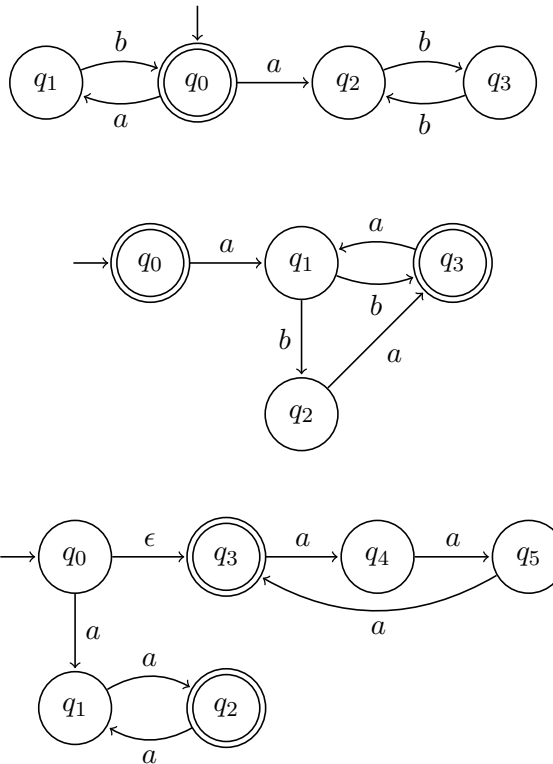 b
q₁ q₀ a q₂ b q₃
a b
a
q₀ a q₁ q₃
b
b a
q₂
q₀ ϵ q₃ a q₄ a q₅
a a
a
q₁ q₂
a